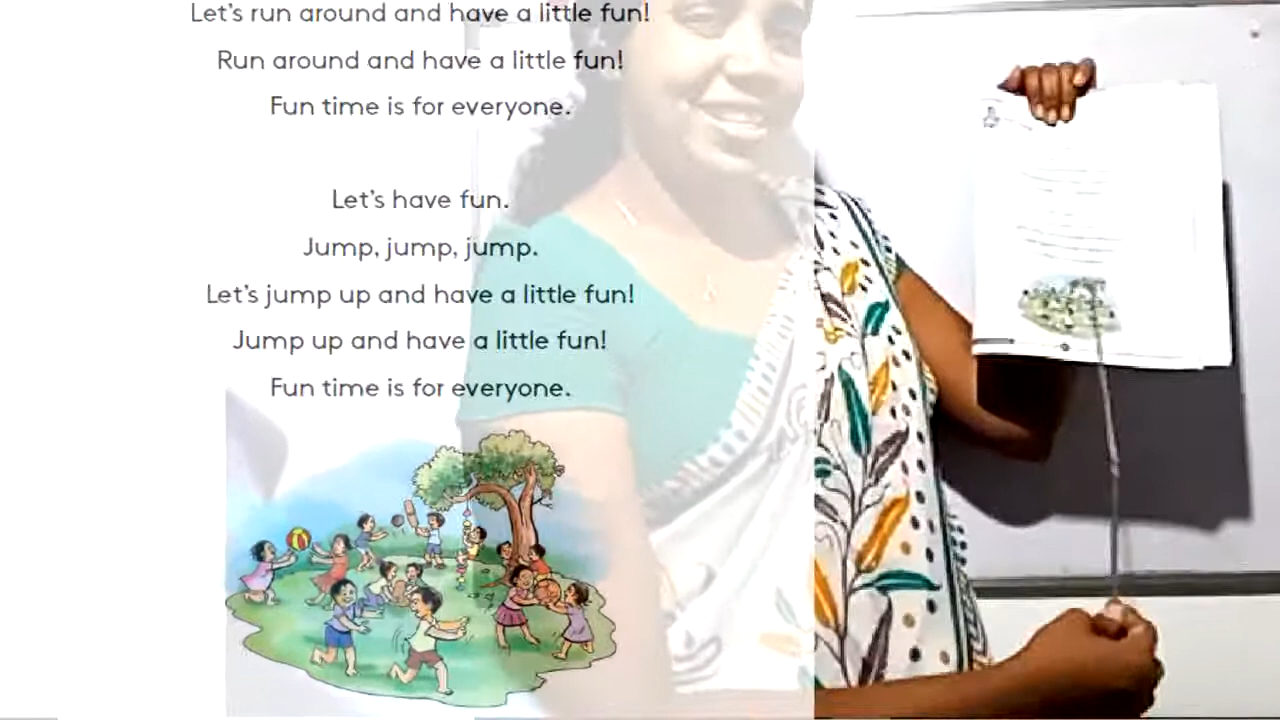 Let's run around and have a little fun!
Run around and have a little fun!
Fun time is for everyone.
Let's have fun.
Jump, jump, jump.
Let's jump up and have a little fun!
Jump up and have a little fun!
Fun time is for everyone.